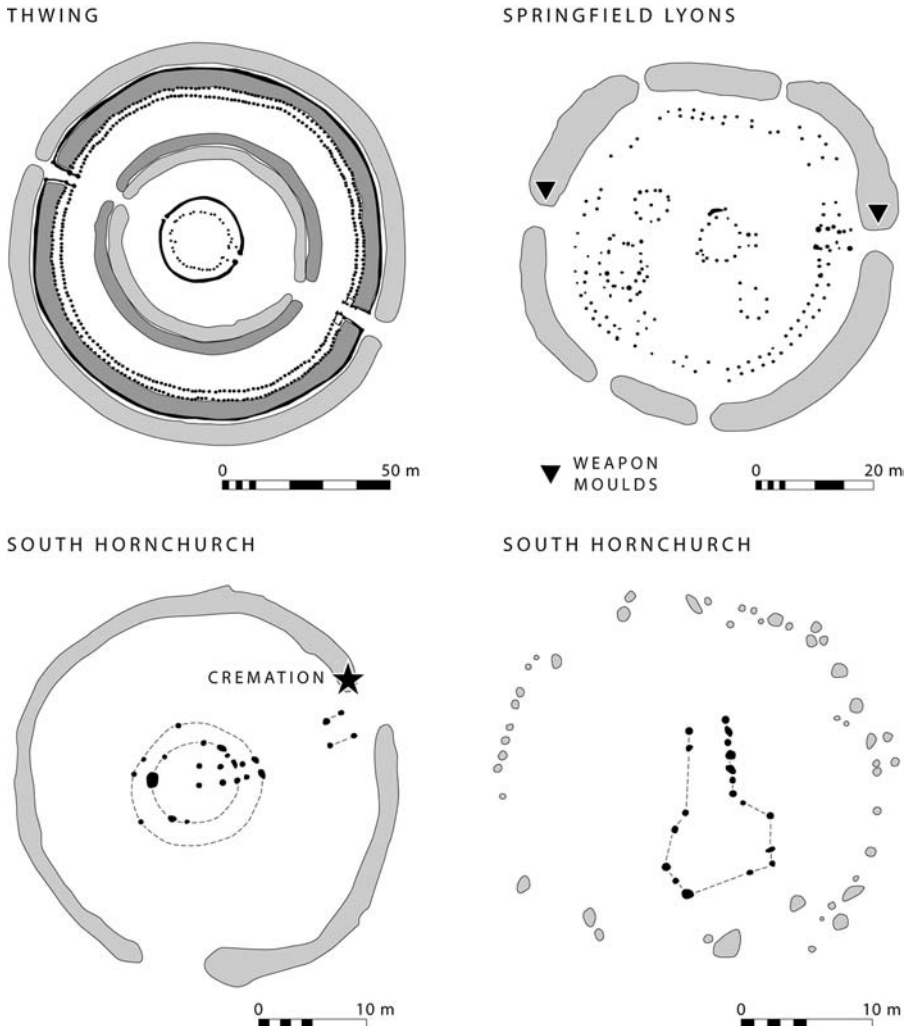 THWING
SPRINGFIELD LYONS
0 50 m
WEAPON
MOULDS
0 20 m
SOUTH HORNCHURCH
SOUTH HORNCHURCH
CREMATION
0 10 m
0 10 m